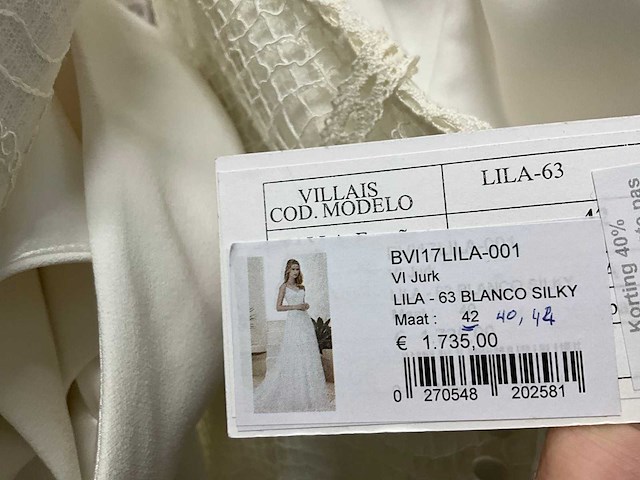 VILLAIS
COD. MODELO
LILA-63
BVI17LILA-001
VI Jurk
LILA - 63 BLANCO SILKY
Maat : 42 40, 44
€ 1.735,00
0 270548 202581
Korting 40%
pas